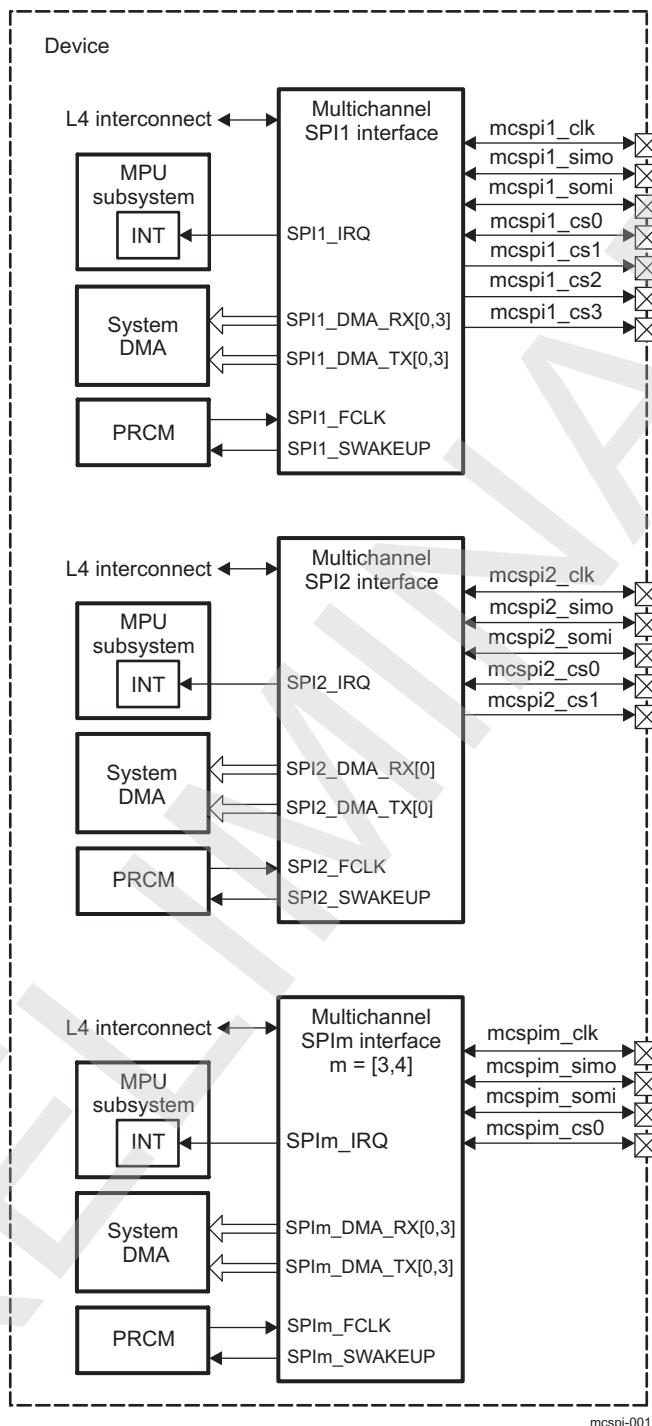 Device
L4 interconnect
Multichannel
SPI1 interface
MPU
subsystem
INT
SPI1_IRQ
System
DMA
SPI1_DMA_RX[0,3]
SPI1_DMA_TX[0,3]
PRCM
SPI1_FCLK
SPI1_SWAKEUP
mcspi1_clk
mcspi1_simo
mcspi1_somi
mcspi1_cs0
mcspi1_cs1
mcspi1_cs2
mcspi1_cs3
L4 interconnect
Multichannel
SPI2 interface
MPU
subsystem
INT
SPI2_IRQ
System
DMA
SPI2_DMA_RX[0]
SPI2_DMA_TX[0]
PRCM
SPI2_FCLK
SPI2_SWAKEUP
mcspi2_clk
mcspi2_simo
mcspi2_somi
mcspi2_cs0
mcspi2_cs1
L4 interconnect
Multichannel
SPIm interface
m = [3,4]
MPU
subsystem
INT
SPIm_IRQ
System
DMA
SPIm_DMA_RX[0,3]
SPIm_DMA_TX[0,3]
PRCM
SPIm_FCLK
SPIm_SWAKEUP
mcspim_clk
mcspim_simo
mcspim_somi
mcspim_cs0
mcspi-001